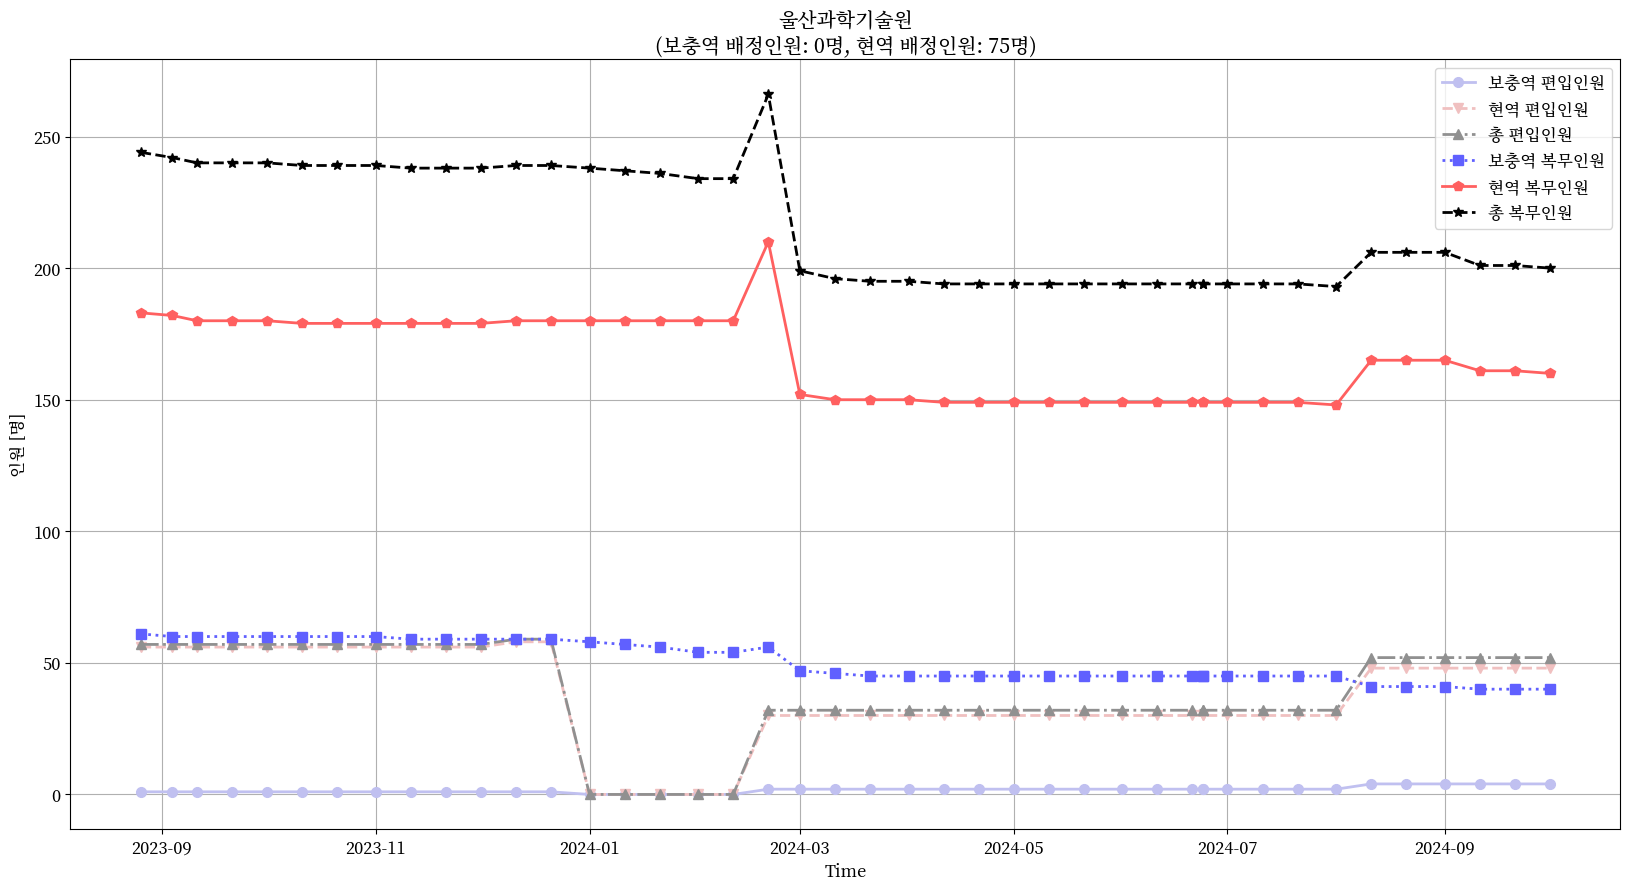 울산과학기술원
(보충역 배정인원: 0명, 현역 배정인원: 75명)
보충역 편입인원
현역 편입인원
총 편입인원
보충역 복무인원
현역 복무인원
총 복무인원
250
200
150
100
50
0
인원 [명]
2023-09
2023-11
2024-01
2024-03
2024-05
2024-07
2024-09
Time